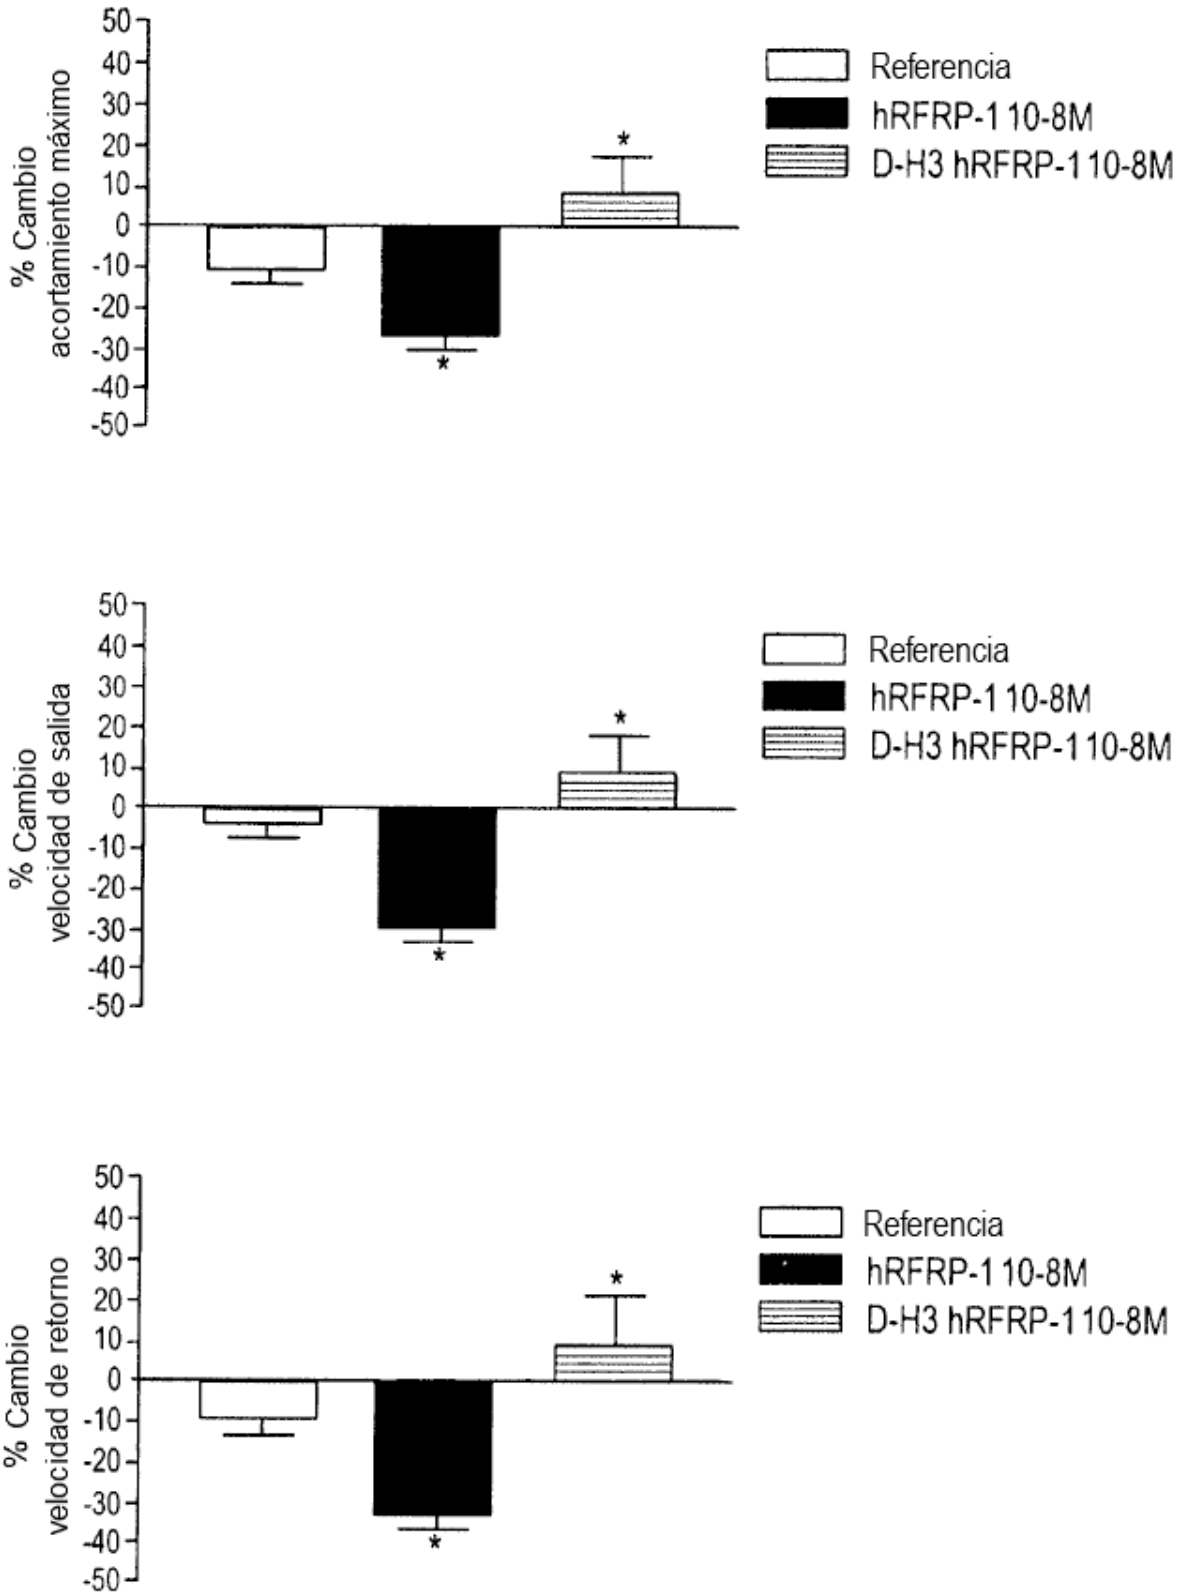 50
40
30
20
10
0
-10
-20
-30
-40
-50
% Cambio
acortamiento máximo
*
*
Referencia
hRFRP-1 10-8M
D-H3 hRFRP-1 10-8M
50
40
30
20
10
0
-10
-20
-30
-40
-50
% Cambio
velocidad de salida
*
*
Referencia
hRFRP-1 10-8M
D-H3 hRFRP-1 10-8M
50
40
30
20
10
0
-10
-20
-30
-40
-50
% Cambio
velocidad de retorno
*
*
Referencia
hRFRP-1 10-8M
D-H3 hRFRP-1 10-8M